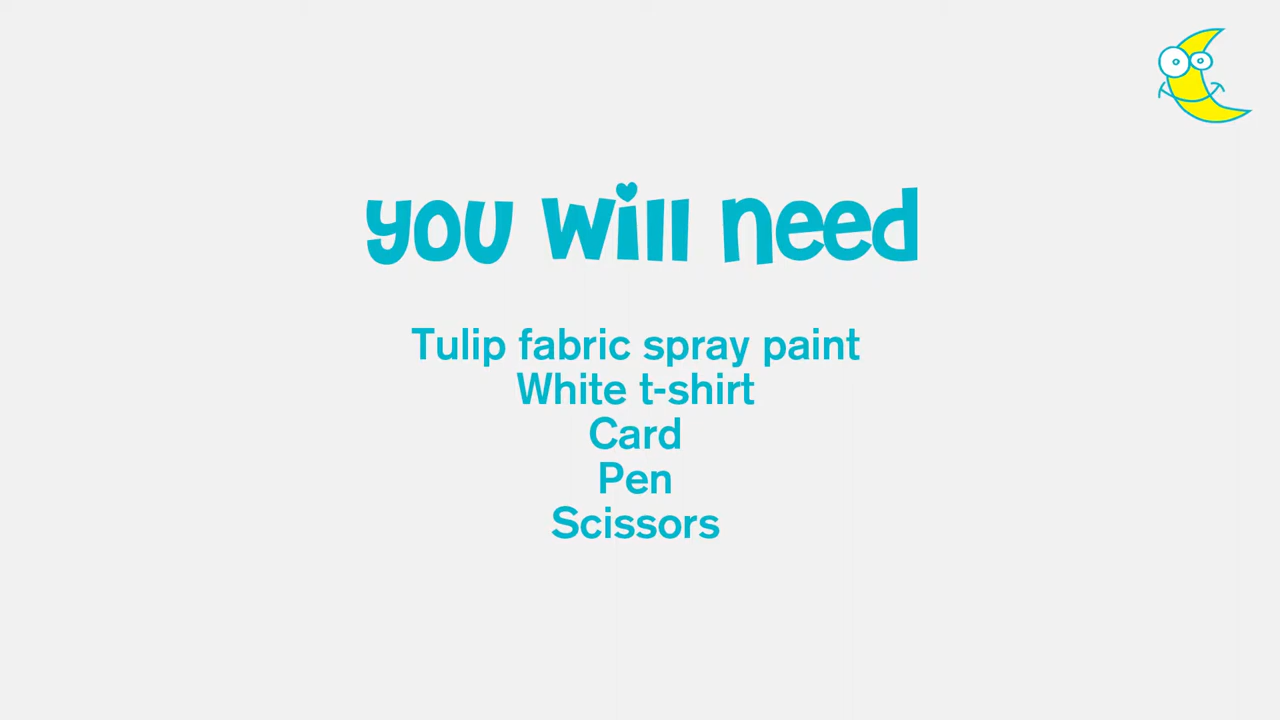 you will need
Tulip fabric spray paint
White t-shirt
Card
Pen
Scissors